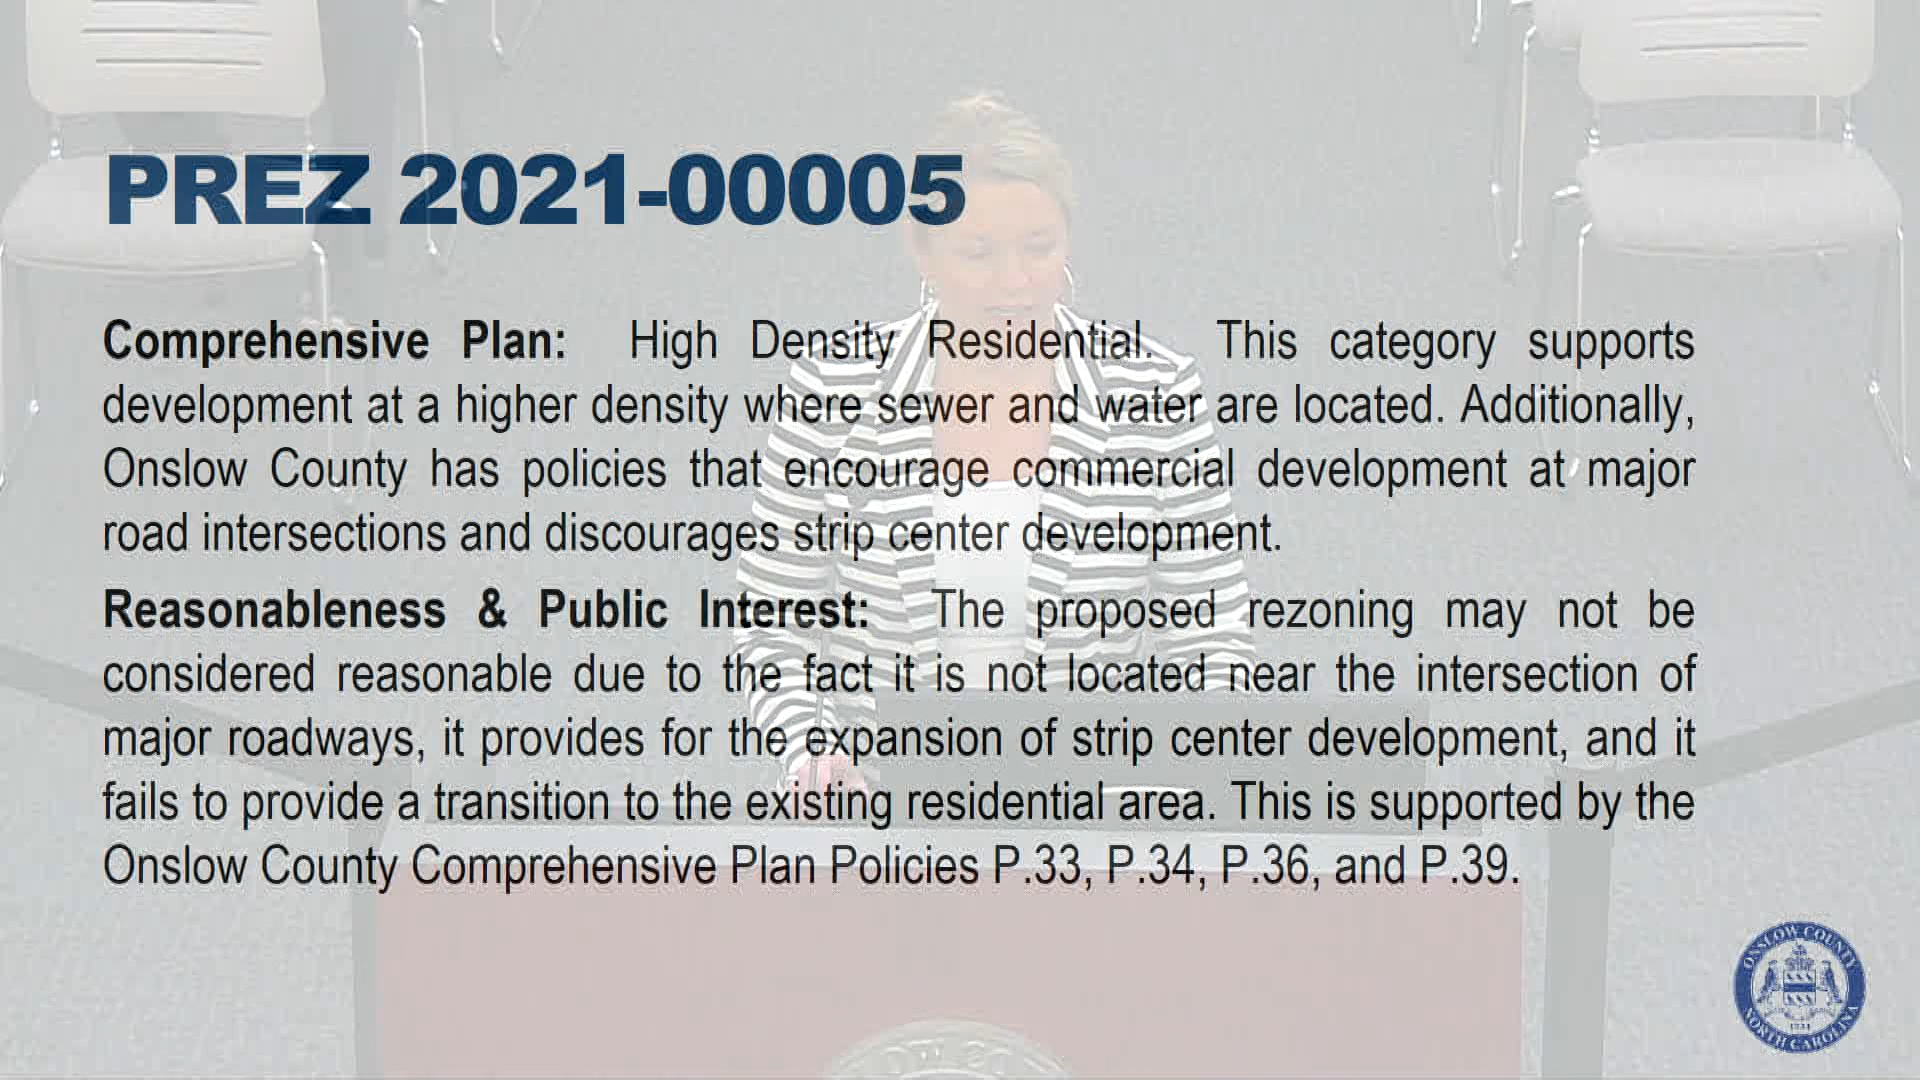 PREZ 2021-00005
Comprehensive Plan: High Density Residential. This category supports
development at a higher density where sewer and water are located. Additionally,
Onslow County has policies that encourage commercial development at major
road intersections and discourages strip center development.
Reasonableness & Public Interest: The proposed rezoning may not be
considered reasonable due to the fact it is not located near the intersection of
major roadways, it provides for the expansion of strip center development, and it
fails to provide a transition to the existing residential area. This is supported by the
Onslow County Comprehensive Plan Policies P.33, P.34, P.36, and P.39.
ONSLOW COUNTY
1734
NORTH CAROLINA